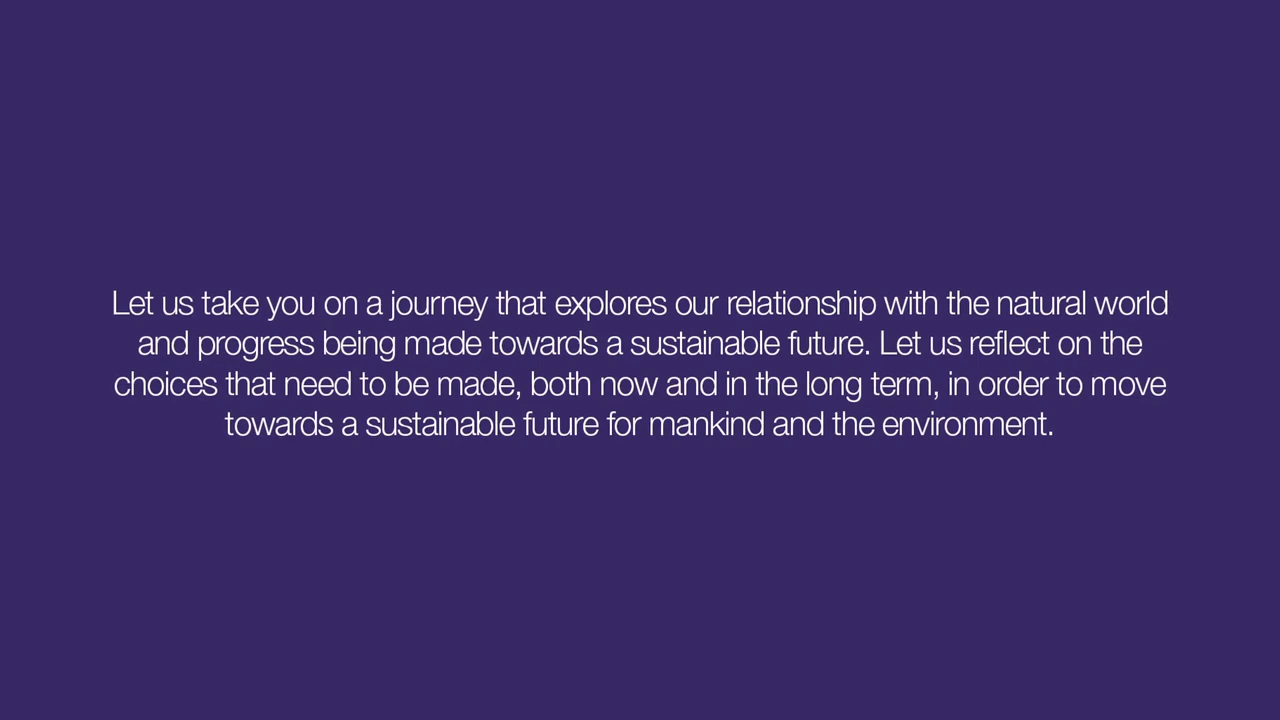 Let us take you on a journey that explores our relationship with the natural world
and progress being made towards a sustainable future. Let us reflect on the
choices that need to be made, both now and in the long term, in order to move
towards a sustainable future for mankind and the environment.